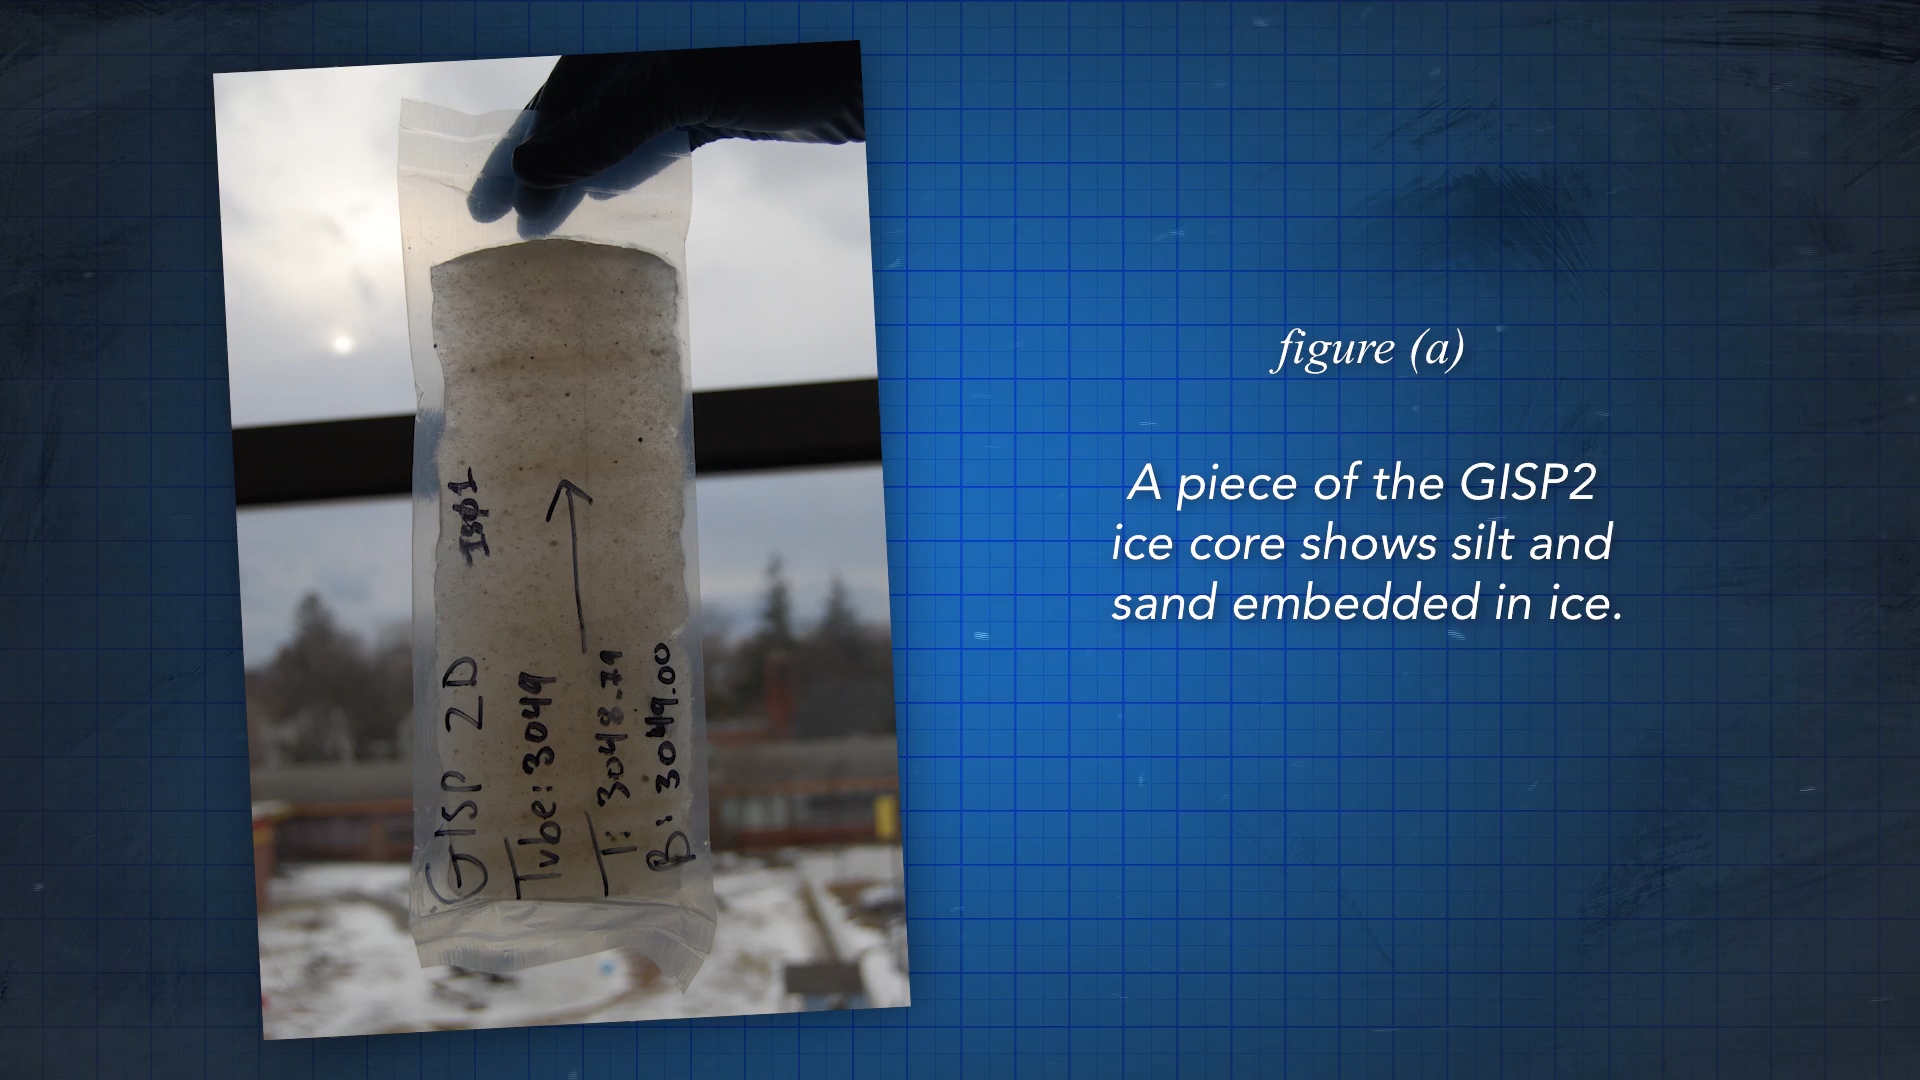 figure (a)
A piece of the GISP2
ice core shows silt and
sand embedded in ice.
GISP 2D
Tube: 3049
T: 3048.79
B: 3049.00